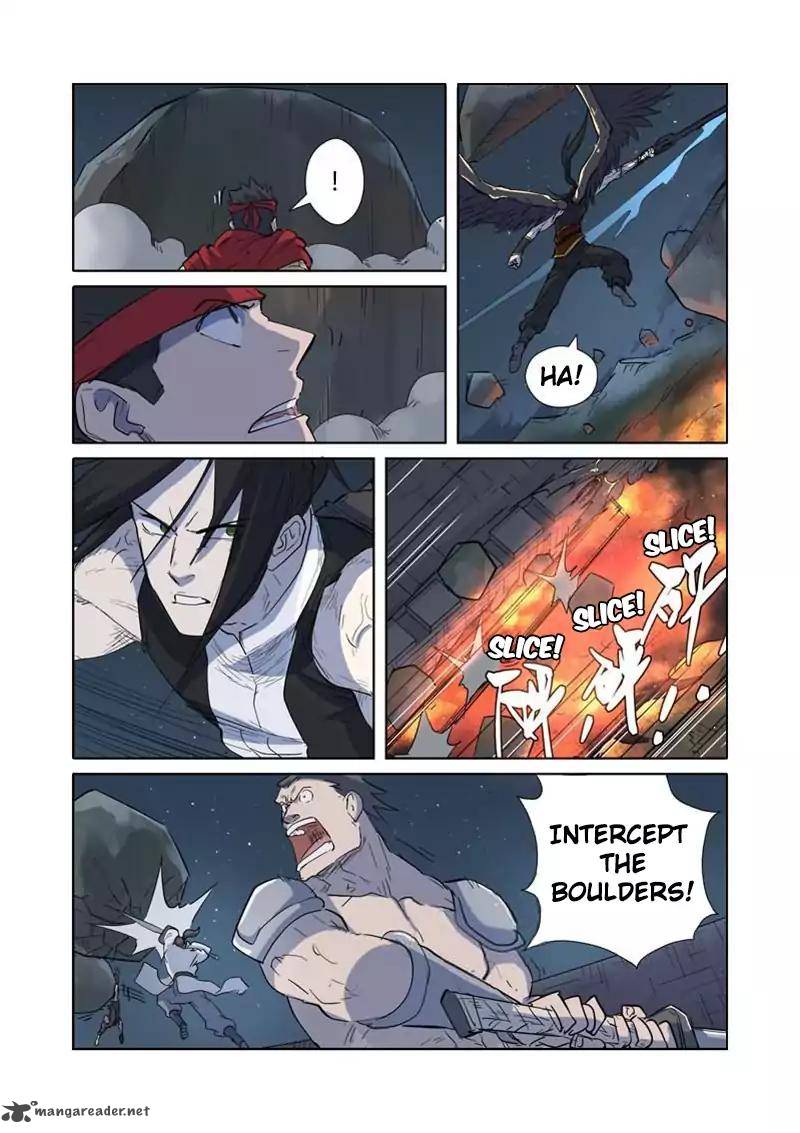 !
HA!
SLICE!
SLICE!
SLICE!
INTERCEPT
THE
BOULDERS!
mangareader.net